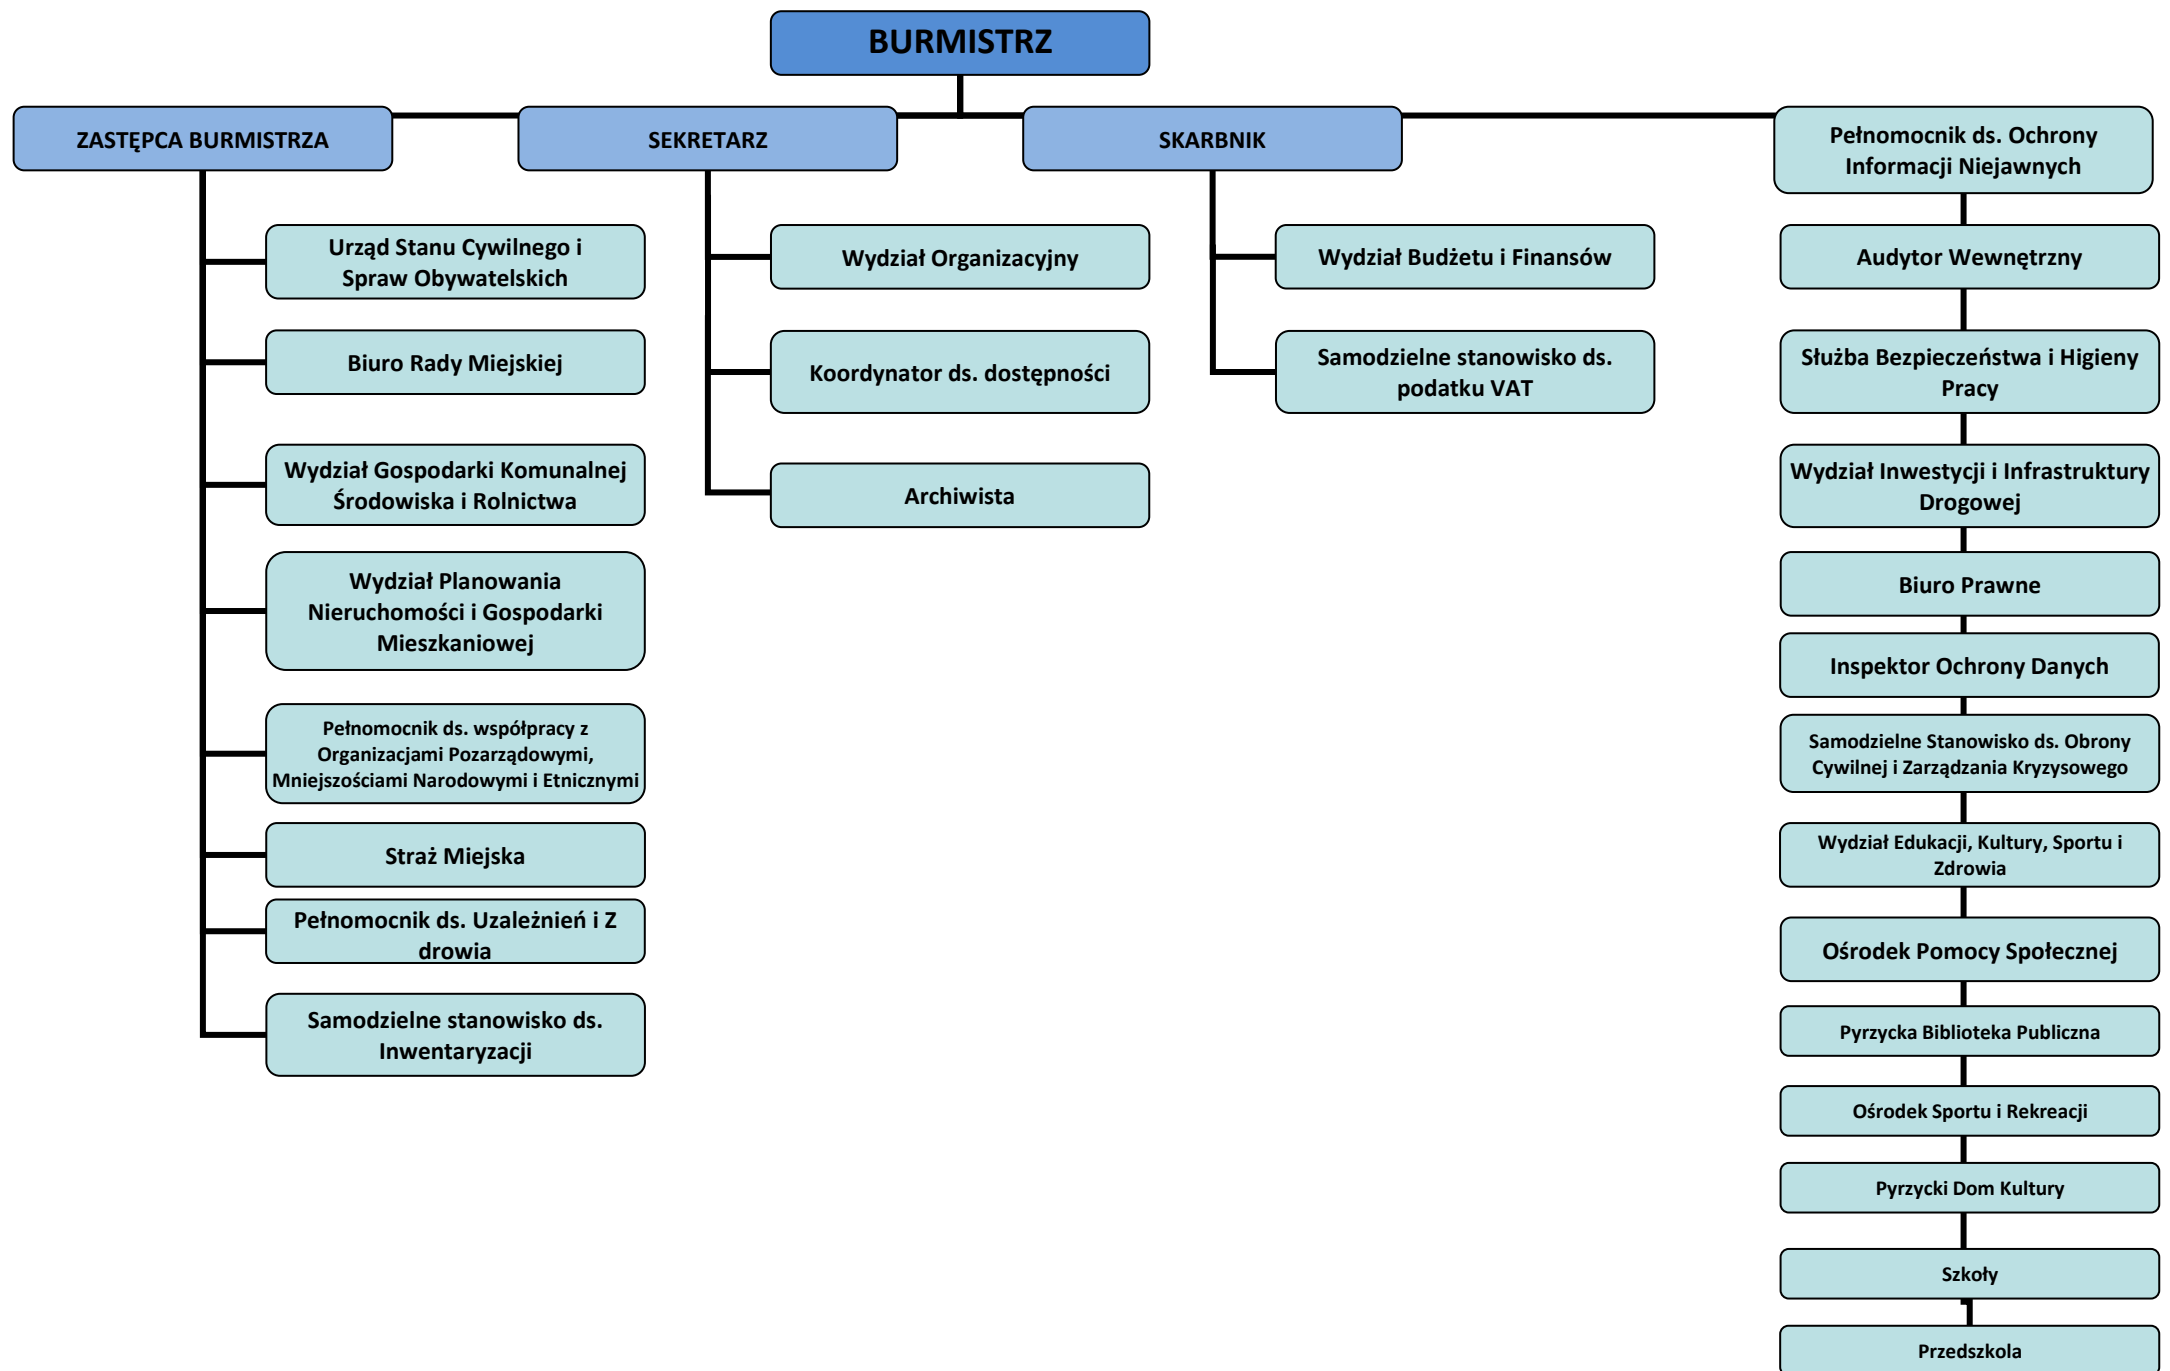 BURMISTRZ
ZASTĘPCA BURMISTRZA
SEKRETARZ
SKARBNIK
Pełnomocnik ds. Ochrony
Informacji Niejawnych
Urząd Stanu Cywilnego i
Spraw Obywatelskich
Biuro Rady Miejskiej
Wydział Gospodarki Komunalnej
Środowiska i Rolnictwa
Wydział Planowania
Nieruchomości i Gospodarki
Mieszkaniowej
Pełnomocnik ds. współpracy z
Organizacjami Pozarządowymi,
Mniejszościami Narodowymi i Etnicznymi
Straż Miejska
Pełnomocnik ds. Uzależnień i Z
drowia
Samodzielne stanowisko ds.
Inwentaryzacji
Wydział Organizacyjny
Koordynator ds. dostępności
Archiwista
Wydział Budżetu i Finansów
Samodzielne stanowisko ds.
podatku VAT
Audytor Wewnętrzny
Służba Bezpieczeństwa i Higieny
Pracy
Wydział Inwestycji i Infrastruktury
Drogowej
Biuro Prawne
Inspektor Ochrony Danych
Samodzielne Stanowisko ds. Obrony
Cywilnej i Zarządzania Kryzysowego
Wydział Edukacji, Kultury, Sportu i
Zdrowia
Ośrodek Pomocy Społecznej
Pyrzycka Biblioteka Publiczna
Ośrodek Sportu i Rekreacji
Pyrzycki Dom Kultury
Szkoły
Przedszkola